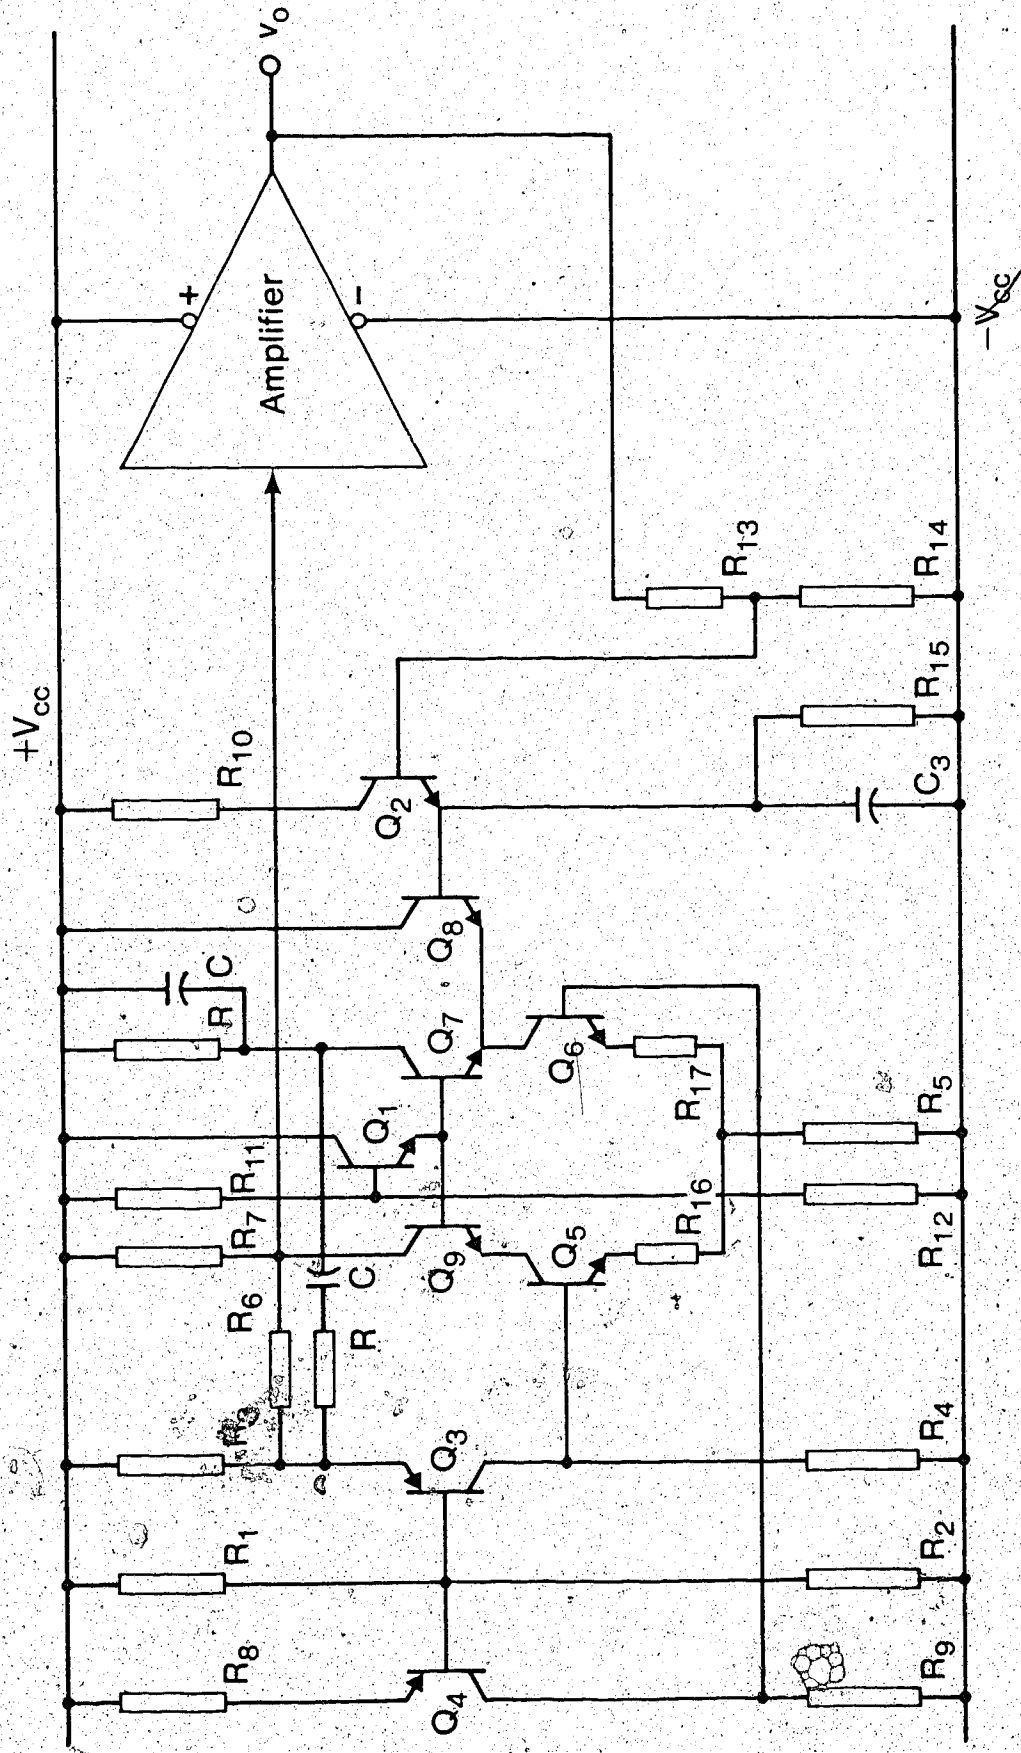 +V_CC
R_8
R_1
R_3
R_6
R_7
R_11
R
C
R_10
R
C
Q_4
Q_3
Q_9
Q_1
Q_7
Q_8
Q_2
Q_5
Q_6
R_16
R_17
R_13
R_9
R_2
R_4
R_12
R_5
C_3
R_15
R_14
Amplifier
+
−
v_o
−V_CC